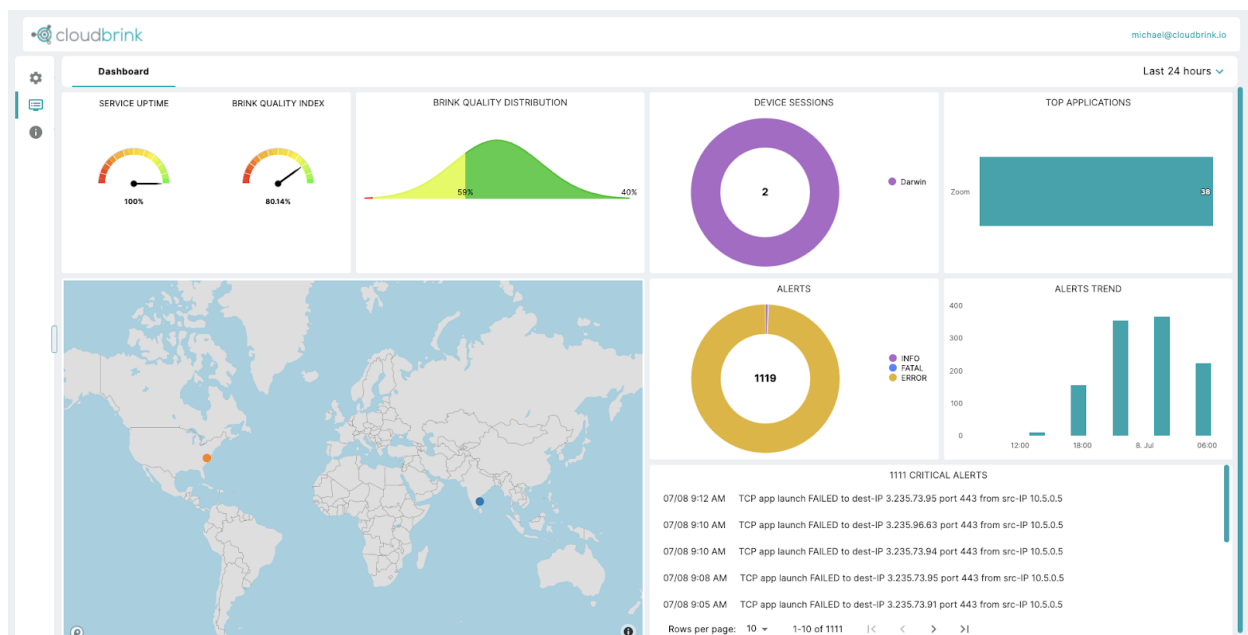 cloudbrink
michael@cloudbrink.io
Dashboard
Last 24 hours
SERVICE UPTIME
100%
BRINK QUALITY INDEX
80.14%
BRINK QUALITY DISTRIBUTION
59%
40%
DEVICE SESSIONS
2
Darwin
TOP APPLICATIONS
Zoom
38
ALERTS
1119
INFO
FATAL
ERROR
ALERTS TREND
400
300
200
100
0
12:00 18:00 8. Jul 06:00
1111 CRITICAL ALERTS
07/08 9:12 AM TCP app launch FAILED to dest-IP 3.235.73.95 port 443 from src-IP 10.5.0.5
07/08 9:10 AM TCP app launch FAILED to dest-IP 3.235.96.63 port 443 from src-IP 10.5.0.5
07/08 9:10 AM TCP app launch FAILED to dest-IP 3.235.73.94 port 443 from src-IP 10.5.0.5
07/08 9:08 AM TCP app launch FAILED to dest-IP 3.235.73.95 port 443 from src-IP 10.5.0.5
07/08 9:05 AM TCP app launch FAILED to dest-IP 3.235.73.91 port 443 from src-IP 10.5.0.5
Rows per page: 10 1-10 of 1111